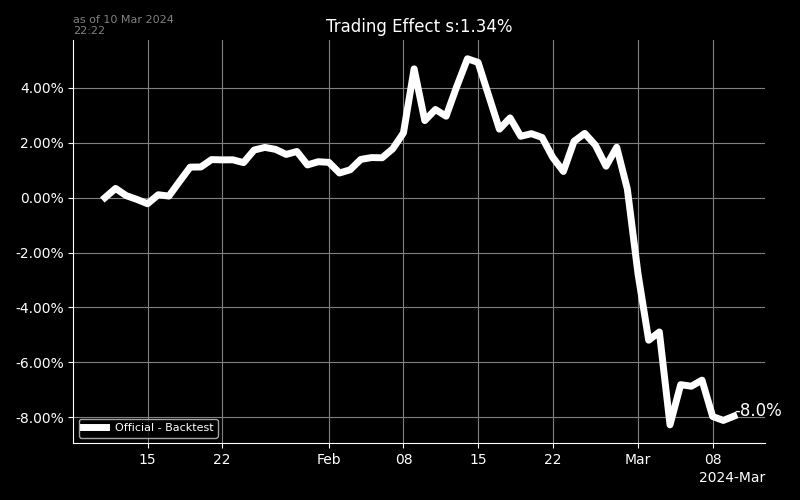 as of 10 Mar 2024
22:22
Trading Effect s:1.34%
4.00%
2.00%
0.00%
-2.00%
-4.00%
-6.00%
-8.00%
-8.0%
Official - Backtest
15 22 Feb 08 15 22 Mar 08
2024-Mar